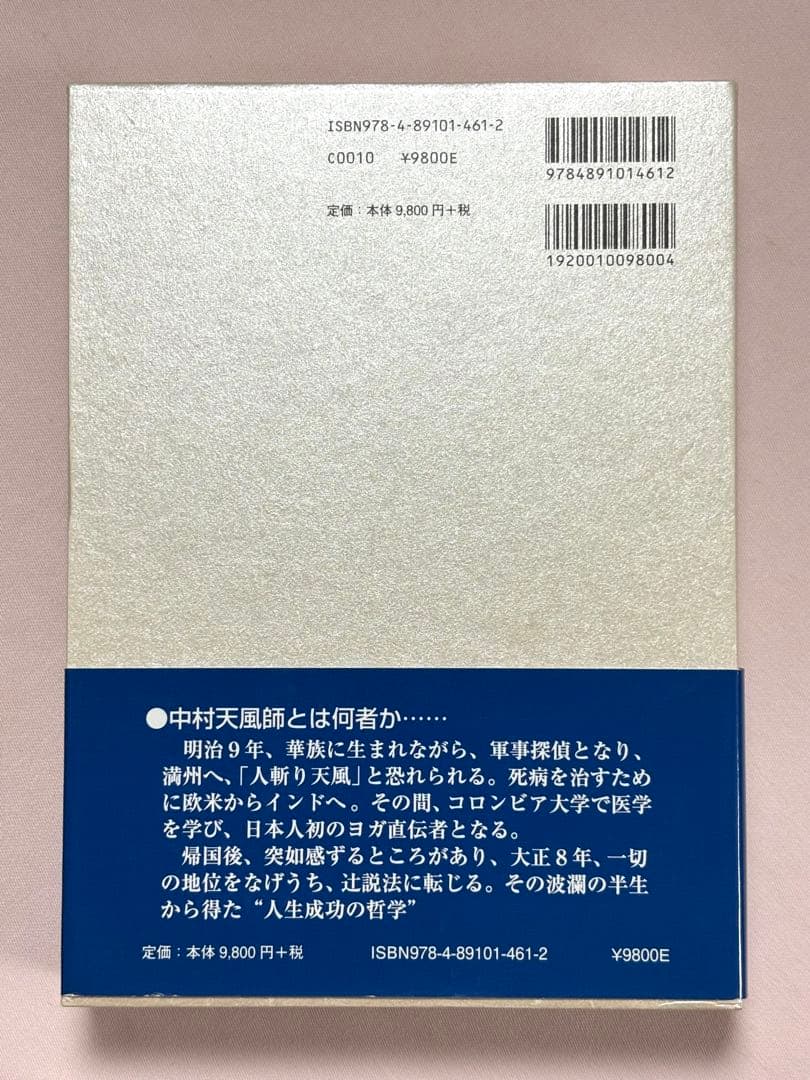 ISBN978-4-89101-461-2
C0010 ¥9800E
定価：本体 9,800 円＋税
9784891014612
1920010098004
●中村天風師とは何者か……
明治９年、華族に生まれながら、軍事探偵となり、
満州へ、「人斬り天風」と恐れられる。死病を治すため
に欧米からインドへ。その間、コロンビア大学で医学
を学び、日本人初のヨガ直伝者となる。
帰国後、突如感ずるところがあり、大正８年、一切
の地位をなげうち、辻説法に転じる。その波瀾の半生
から得た“人生成功の哲学”
定価：本体 9,800 円＋税 ISBN978-4-89101-461-2 ¥9800E